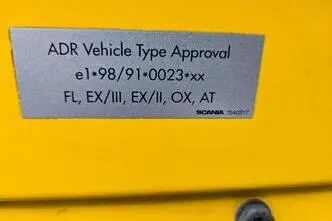 ADR Vehicle Type Approval
e1*98/91*0023*xx
FL, EX/III, EX/II, OX, AT
SCANIA